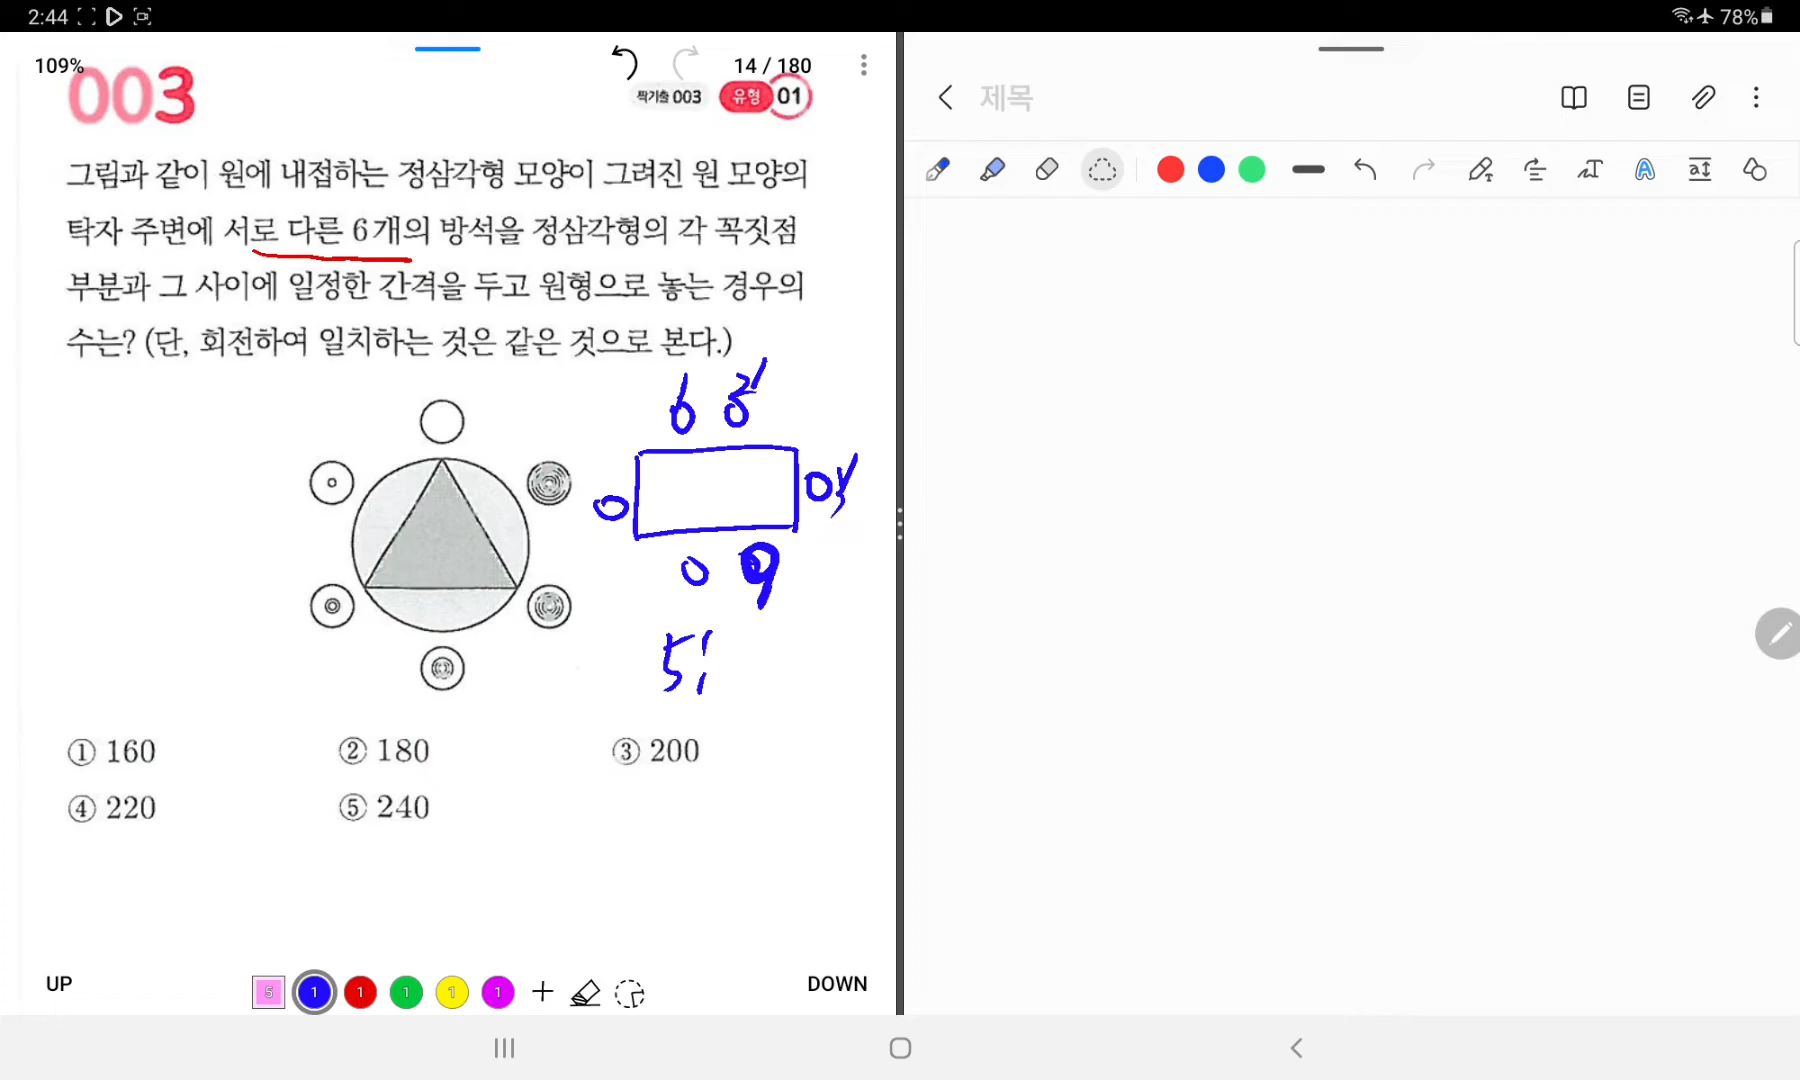 2:44 78%
109% 14 / 180
003 짝기출 003 유형 01
그림과 같이 원에 내접하는 정삼각형 모양이 그려진 원 모양의
탁자 주변에 서로 다른 6개의 방석을 정삼각형의 각 꼭짓점
부분과 그 사이에 일정한 간격을 두고 원형으로 놓는 경우의
수는? (단, 회전하여 일치하는 것은 같은 것으로 본다.)
5!
① 160 ② 180 ③ 200
④ 220 ⑤ 240
UP 5 1 1 1 1 1 DOWN
제목